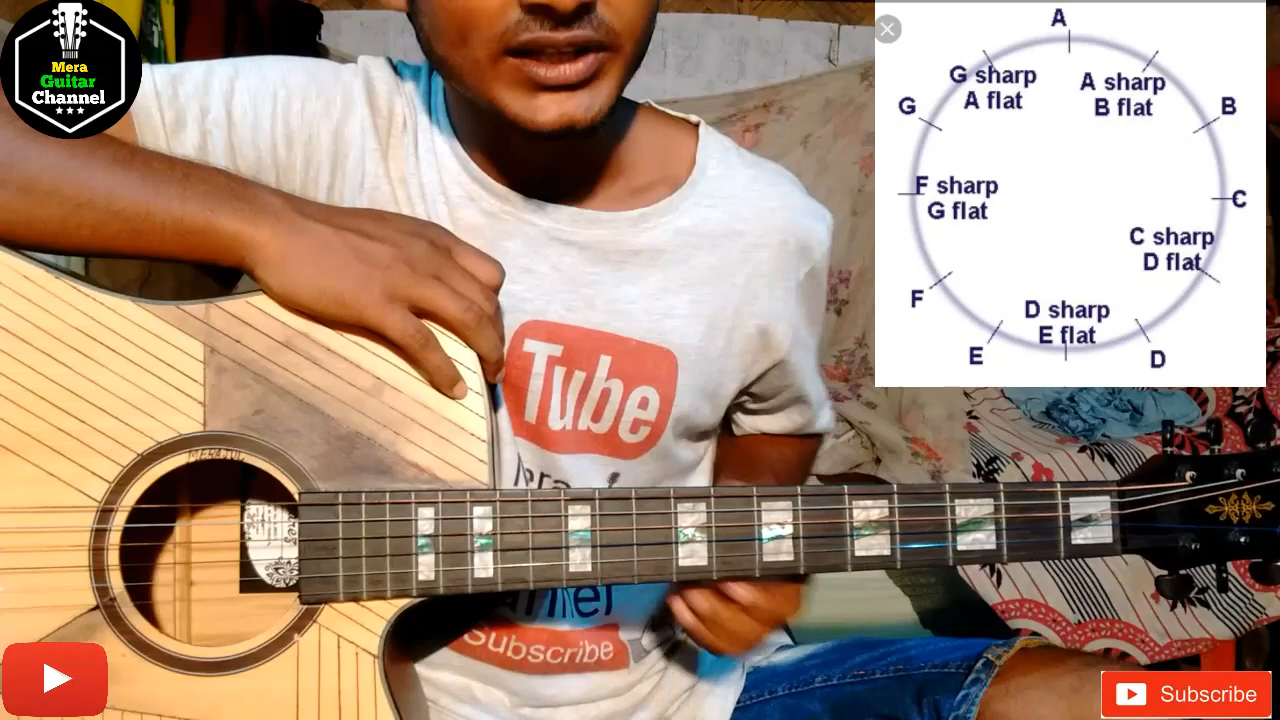 Mera
Guitar
Channel
A
G sharp
A flat
A sharp
B flat
G
B
F sharp
G flat
C
C sharp
D flat
F
D sharp
E flat
E
D
Tube
Subscribe
Subscribe